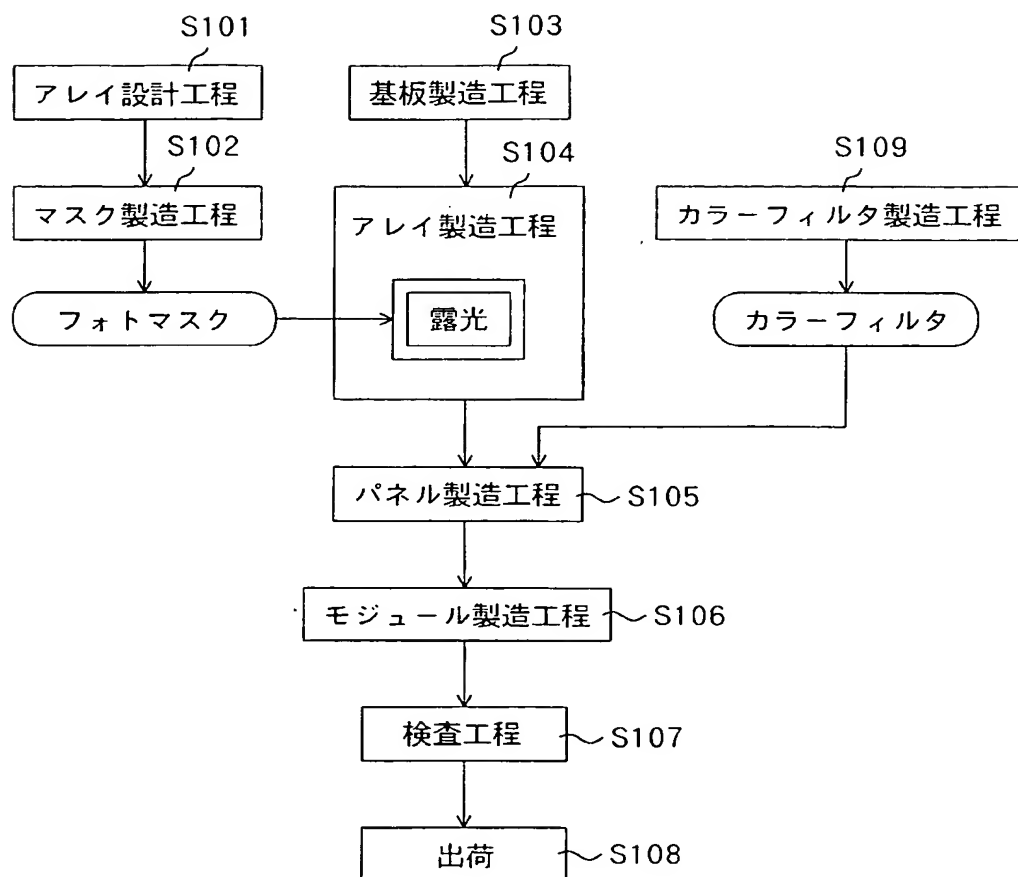 S101
S103
アレイ設計工程
基板製造工程
S102
S104
S109
マスク製造工程
アレイ製造工程
カラーフィルタ製造工程
フォトマスク
露光
カラーフィルタ
パネル製造工程
S105
モジュール製造工程
S106
検査工程
S107
出荷
S108